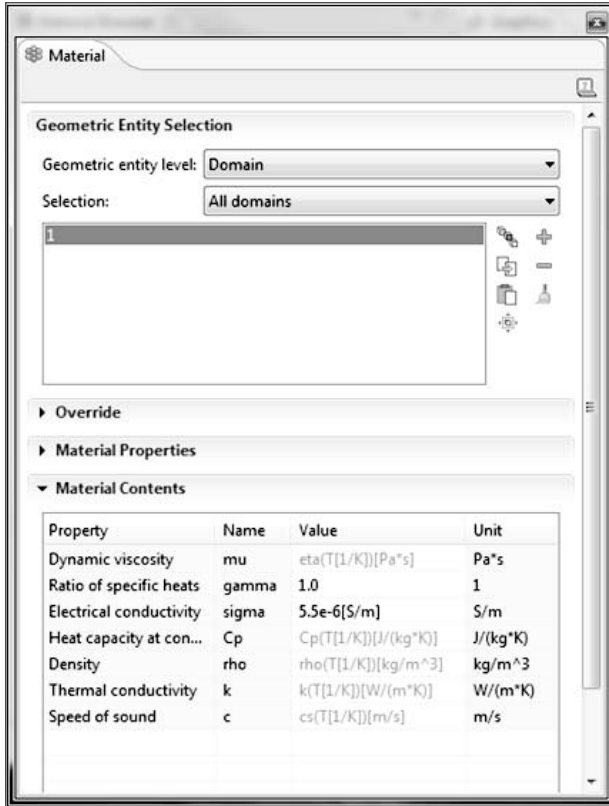 Material
Geometric Entity Selection
Geometric entity level: Domain
Selection: All domains
1
Override
Material Properties
Material Contents
Property Name Value Unit
Dynamic viscosity mu eta(T[1/K])[Pa*s] Pa*s
Ratio of specific heats gamma 1.0 1
Electrical conductivity sigma 5.5e-6[S/m] S/m
Heat capacity at con... Cp Cp(T[1/K])[J/(kg*K)] J/(kg*K)
Density rho rho(T[1/K])[kg/m^3] kg/m^3
Thermal conductivity k k(T[1/K])[W/(m*K)] W/(m*K)
Speed of sound c cs(T[1/K])[m/s] m/s